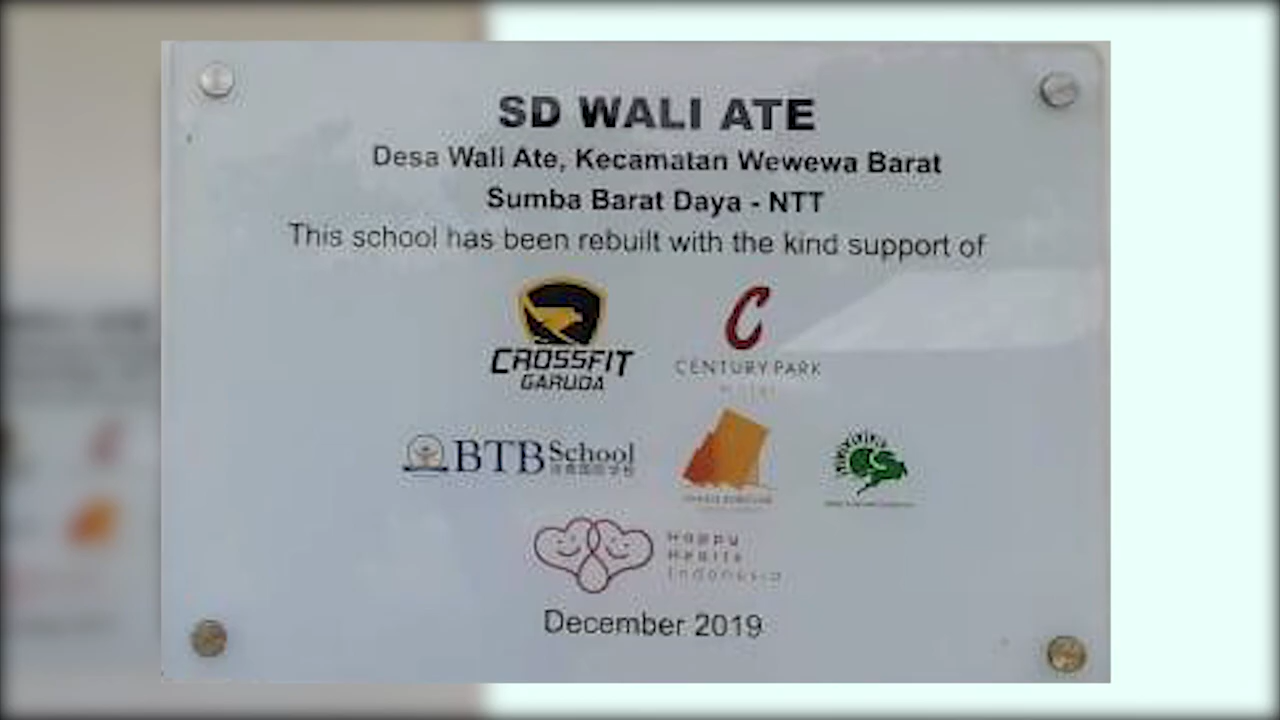 SD WALI ATE
Desa Wali Ate, Kecamatan Wewewa Barat
Sumba Barat Daya - NTT
This school has been rebuilt with the kind support of
CROSSFIT
GARUDA
C
CENTURY PARK
HOTEL
BTB School
Happy
Hearts
Indonesia
December 2019